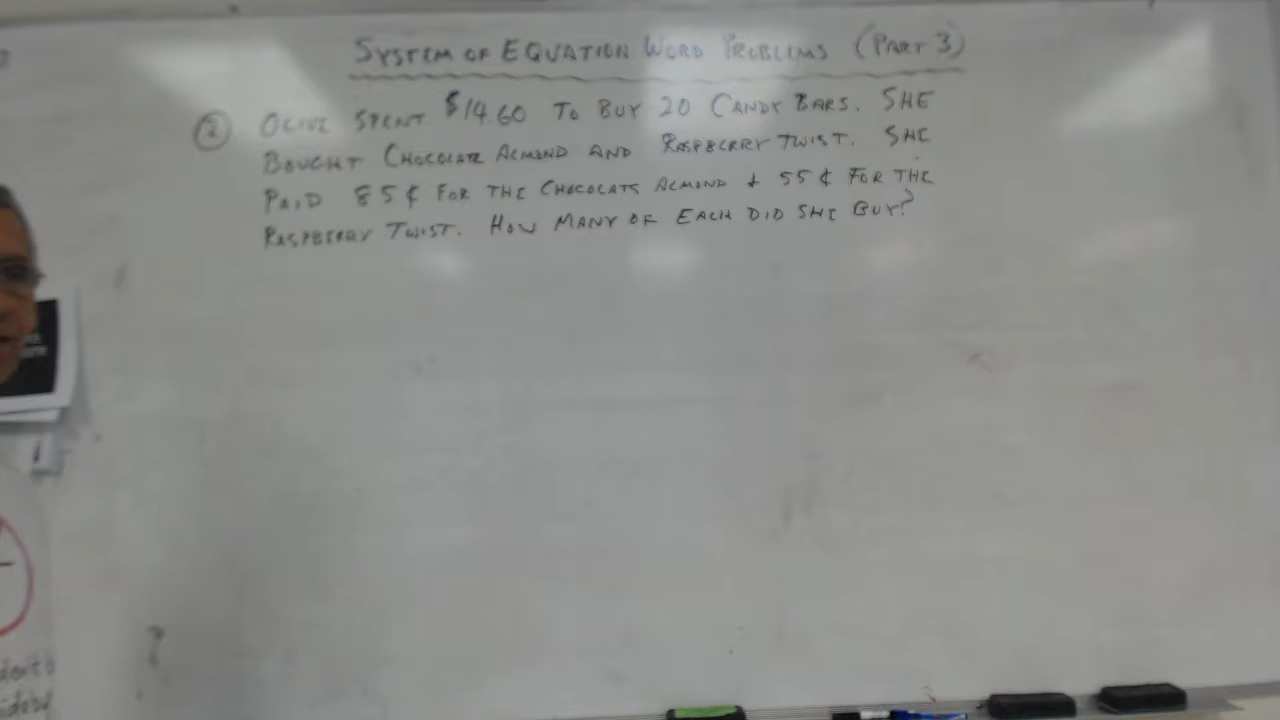 SYSTEM OF EQUATION WORD PROBLEMS (PART 3)
② OLIVE SPENT $14.60 TO BUY 20 CANDY BARS. SHE
BOUGHT CHOCOLATE ALMOND AND RASPBERRY TWIST. SHE
PAID 85¢ FOR THE CHOCOLATE ALMOND + 55¢ FOR THE
RASPBERRY TWIST. HOW MANY OF EACH DID SHE BUY?
don't